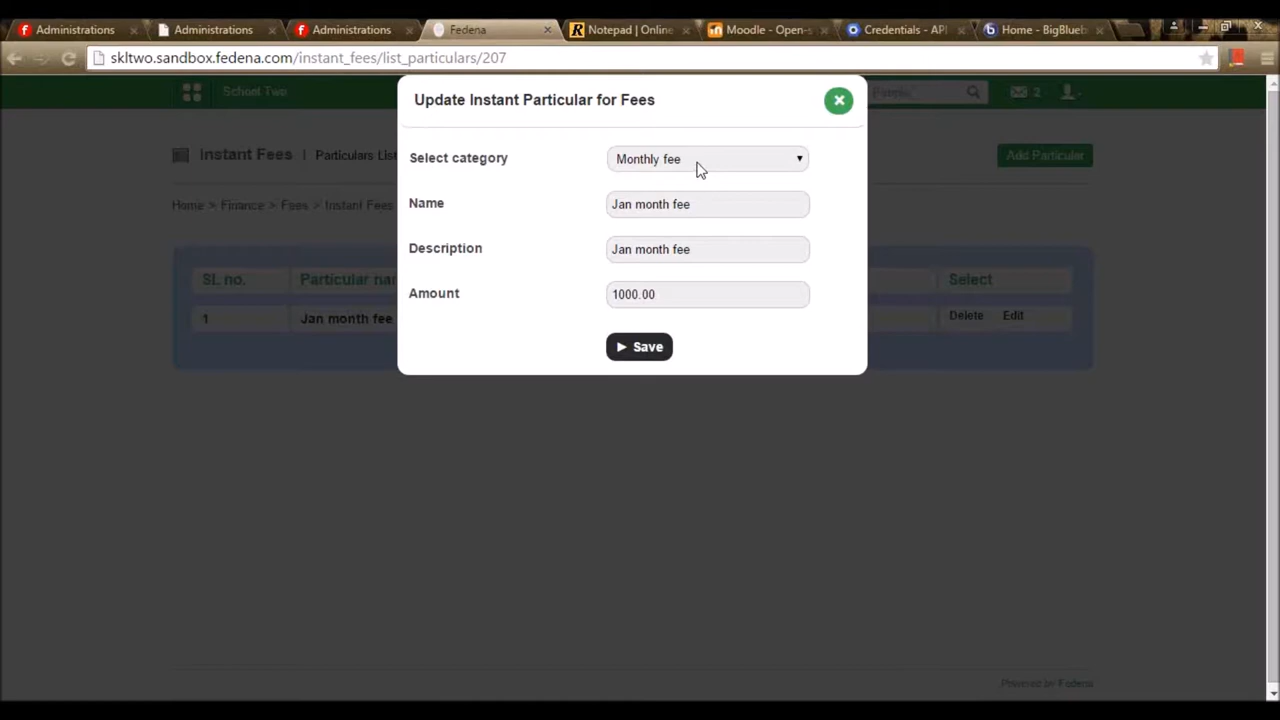 Administrations
Administrations
Administrations
Fedena
Notepad | Online
Moodle - Open-s
Credentials - API
Home - BigBlueb
skltwo.sandbox.fedena.com/instant_fees/list_particulars/207
School Two
2
Update Instant Particular for Fees
Instant Fees
Particulars List
Add Particular
Select category
Monthly fee
Home > Finance > Fees > Instant Fees
Name
Jan month fee
Description
Jan month fee
SL no.
Particular na
Select
Amount
1000.00
1
Jan month fee
Delete
Edit
Save
Powered by Fedena